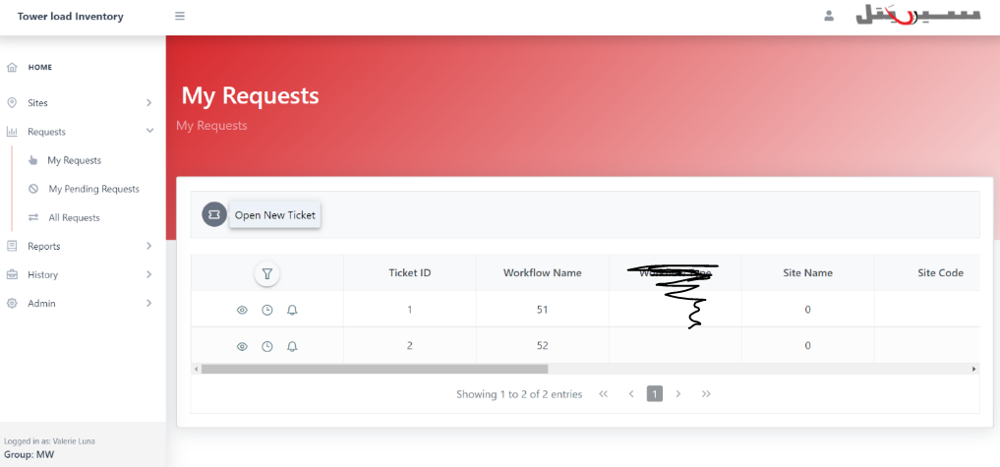 Tower load Inventory
سيريتل
HOME
Sites
Requests
My Requests
My Pending Requests
All Requests
Reports
History
Admin
Logged in as: Valerie Luna
Group: MW
My Requests
My Requests
Open New Ticket
Ticket ID Workflow Name Workflow Type Site Name Site Code
1 51 0
2 52 0
Showing 1 to 2 of 2 entries « ‹ 1 › »